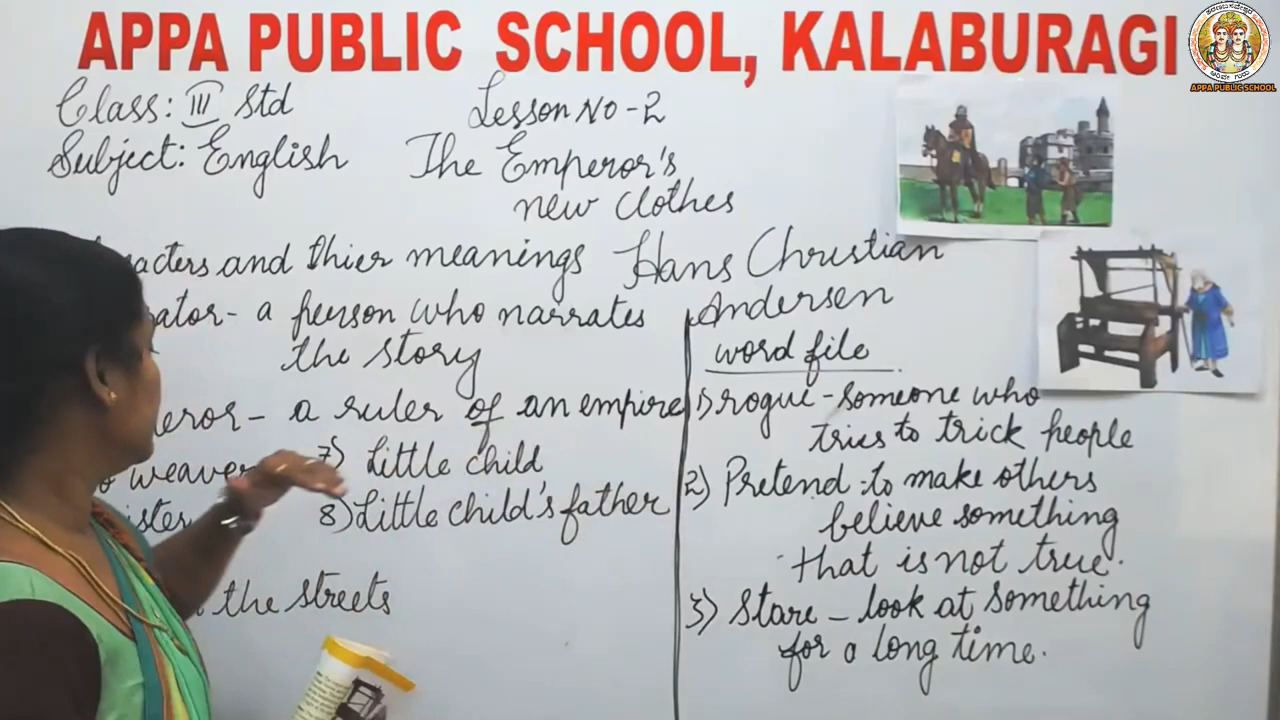 APPA PUBLIC SCHOOL, KALABURAGI
APPA PUBLIC SCHOOL
Class: III Std
Lesson No-2
Subject: English
The Emperor's
new clothes
and thier meanings
Hans Christian
Andersen
a person who narrates
the story
a ruler of an empire
7) Little child
8) Little child's father
the streets
word file
1) rogue - someone who
tries to trick people
2) Pretend - to make others
believe something
that is not true.
3) Stare - look at something
for a long time.